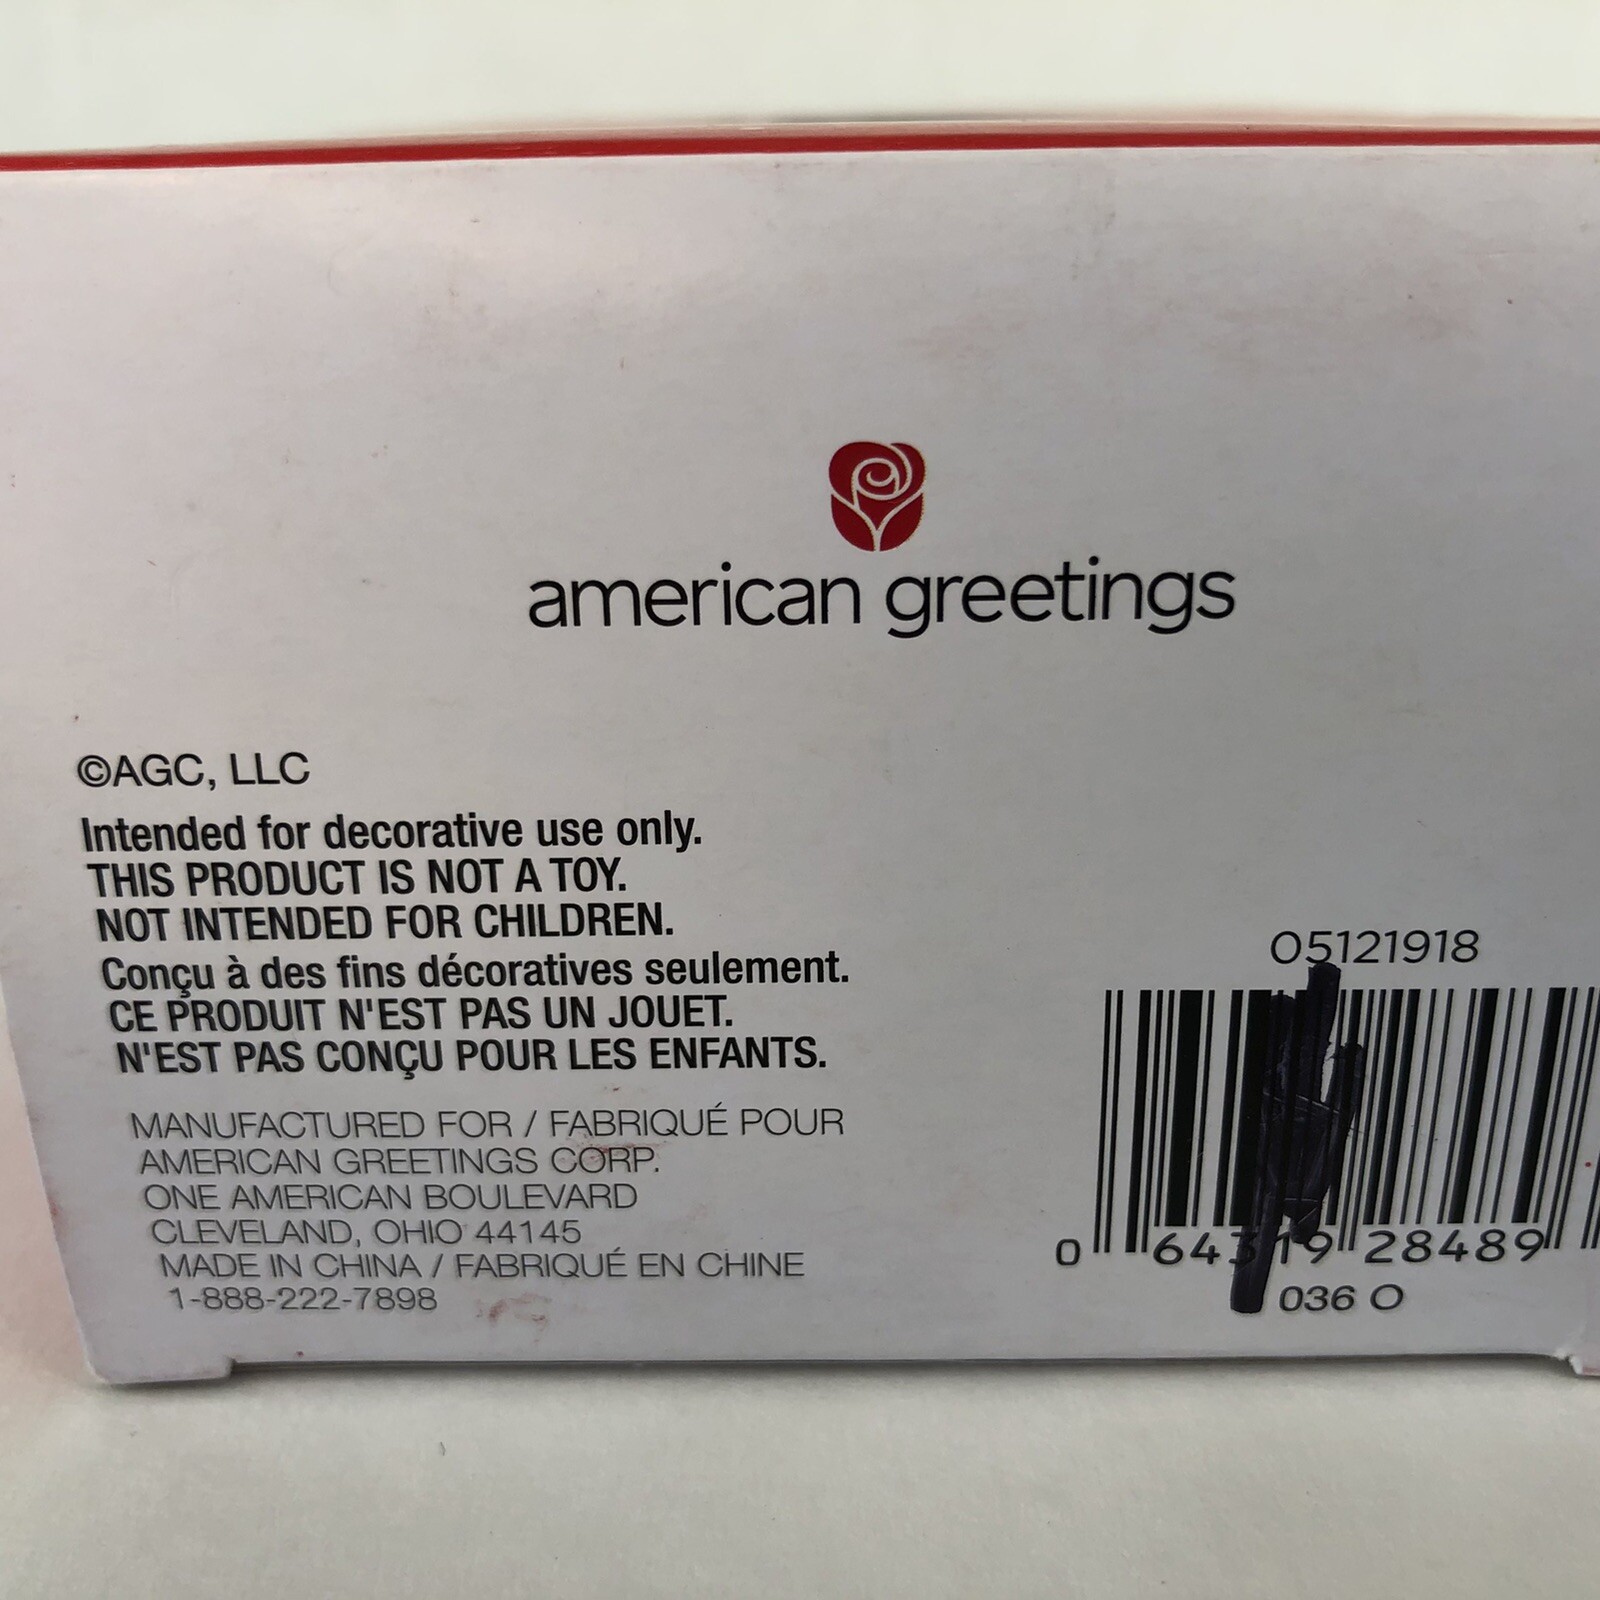 american greetings
©AGC, LLC
Intended for decorative use only.
THIS PRODUCT IS NOT A TOY.
NOT INTENDED FOR CHILDREN.
Conçu à des fins décoratives seulement.
CE PRODUIT N'EST PAS UN JOUET.
N'EST PAS CONÇU POUR LES ENFANTS.
MANUFACTURED FOR / FABRIQUÉ POUR
AMERICAN GREETINGS CORP.
ONE AMERICAN BOULEVARD
CLEVELAND, OHIO 44145
MADE IN CHINA / FABRIQUÉ EN CHINE
1-888-222-7898
O5121918
0 64319 28489
036 O